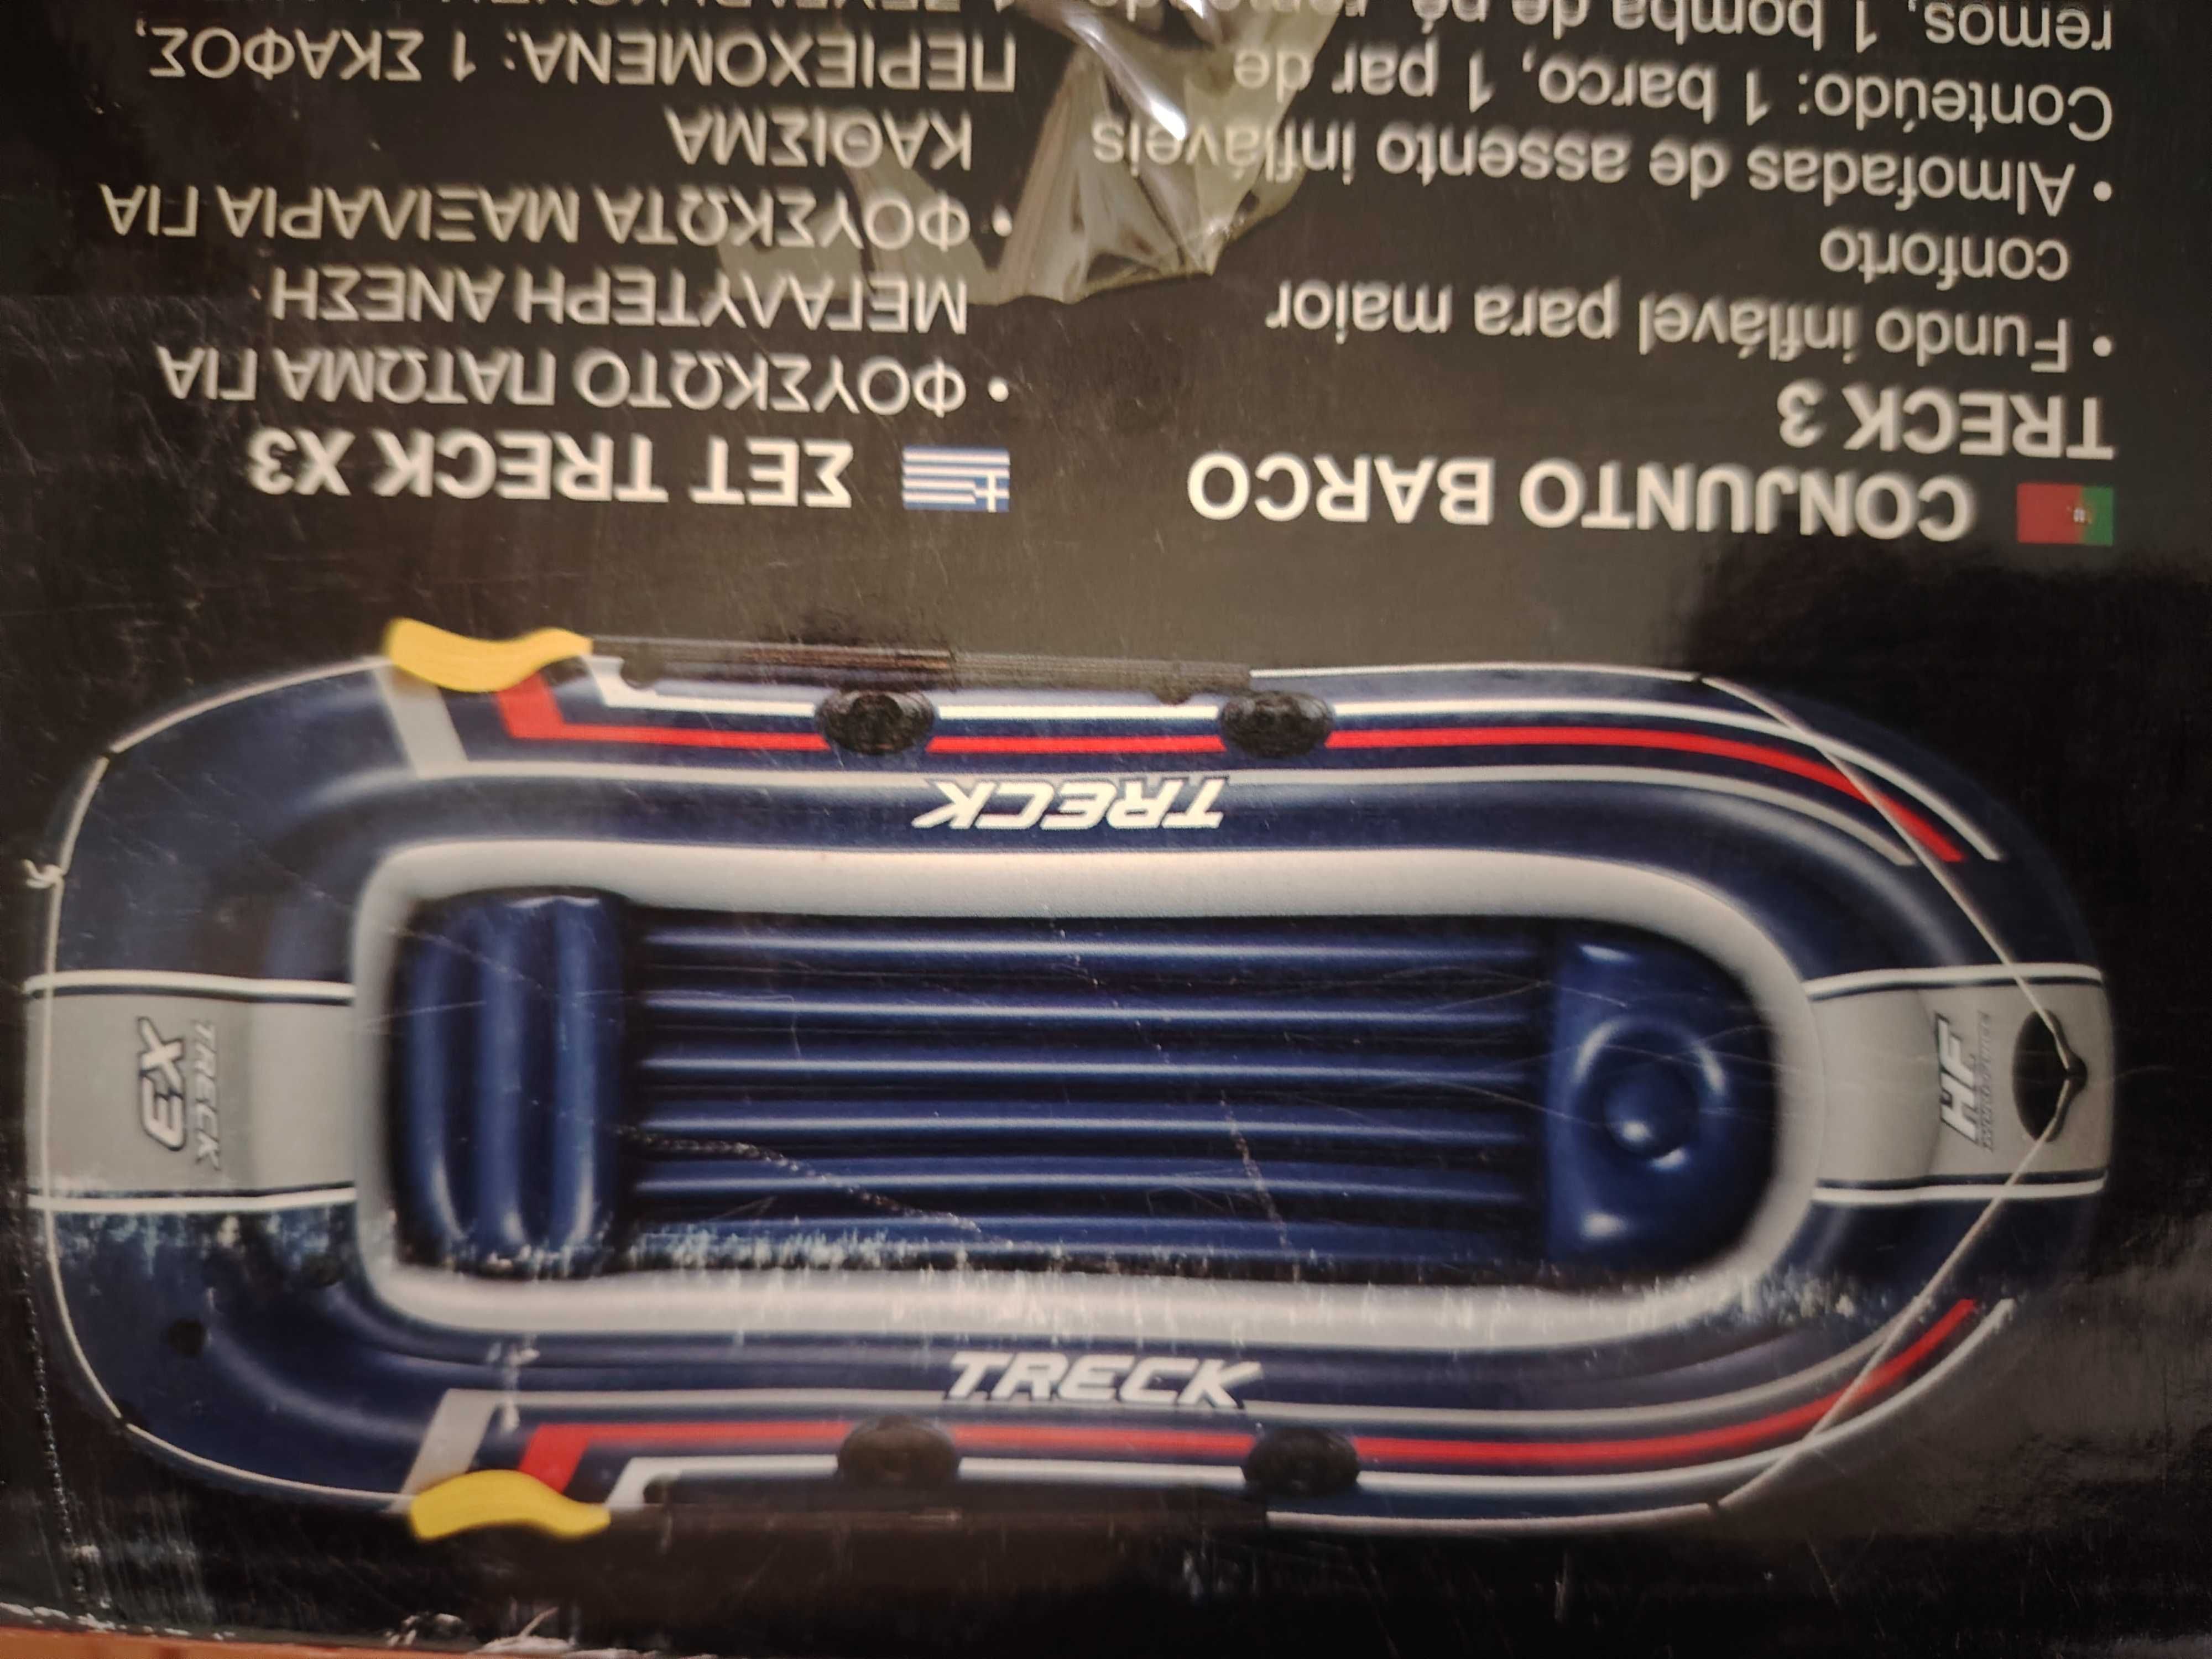 CONJUNTO BARCO
TRECK 3
• Fundo inflável para maior
conforto
• Almofadas de assento infláveis
Conteúdo: 1 barco, 1 par de
remos, 1 bomba de pé,
ΣΕΤ TRECK X3
• ΦΟΥΣΚΩΤΟ ΠΑΤΩΜΑ ΓΙΑ
ΜΕΓΑΛΥΤΕΡΗ ΑΝΕΣΗ
• ΦΟΥΣΚΩΤΑ ΜΑΞΙΛΑΡΙΑ ΓΙΑ
ΚΑΘΙΣΜΑ
ΠΕΡΙΕΧΟΜΕΝΑ: 1 ΣΚΑΦΟΣ,
TRECK
TRECK
X3
HF
TRECK